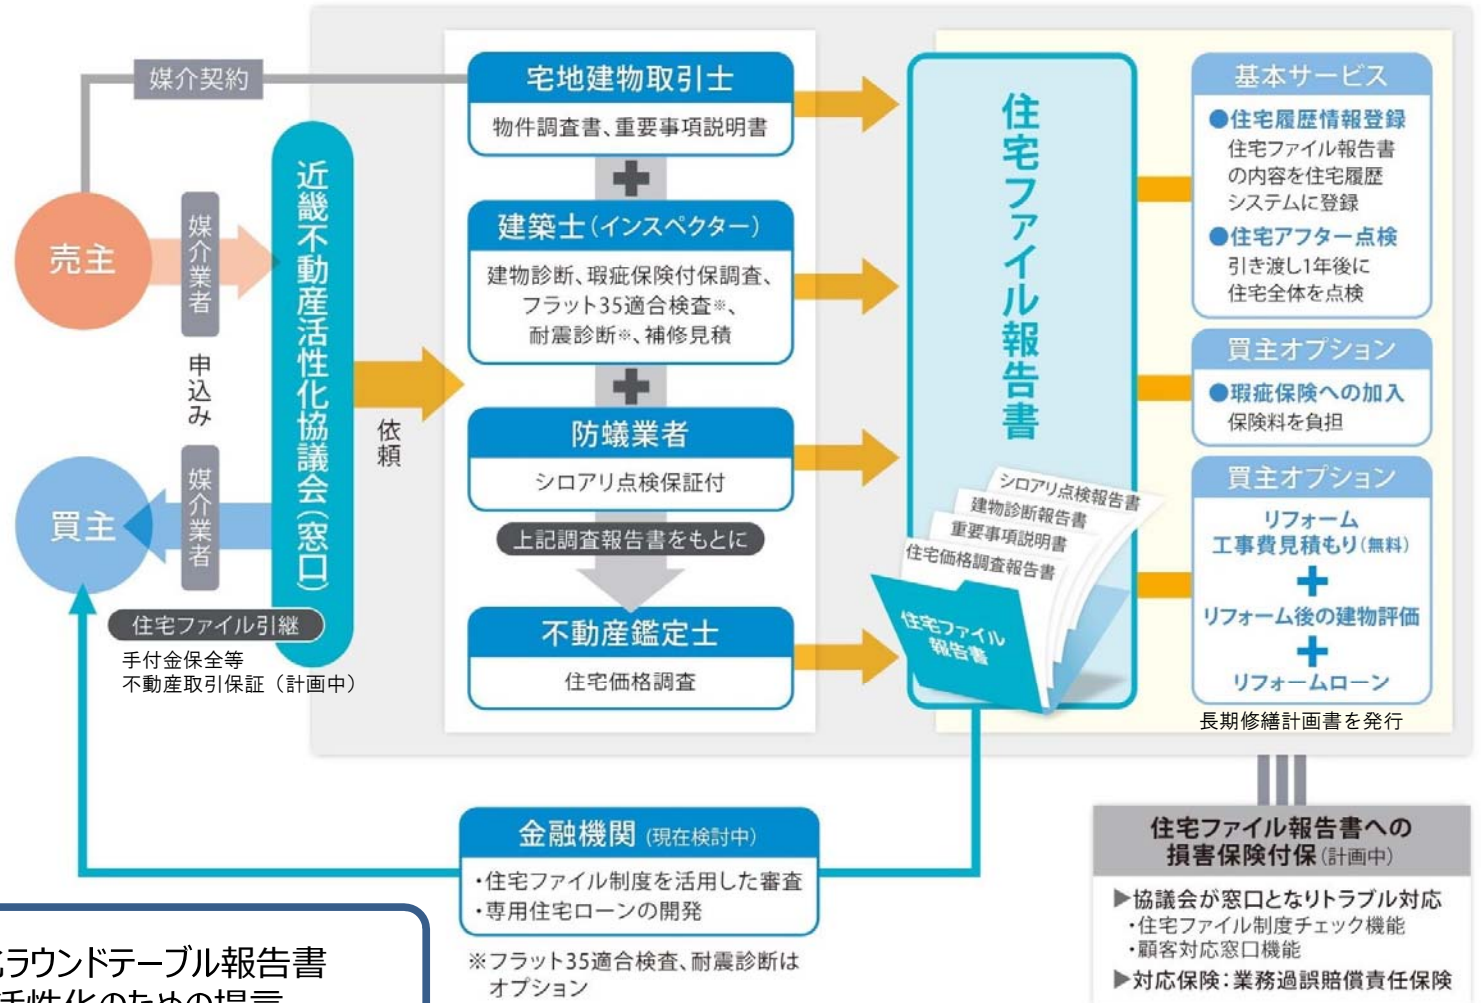 媒介契約
売主
媒介業者
申込み
買主
媒介業者
近畿不動産活性化協議会(窓口)
住宅ファイル引継
手付金保全等
不動産取引保証（計画中）
依頼
宅地建物取引士
物件調査書、重要事項説明書
建築士(インスペクター)
建物診断、瑕疵保険付保調査、
フラット35適合検査※、
耐震診断※、補修見積
防蟻業者
シロアリ点検保証付
上記調査報告書をもとに
不動産鑑定士
住宅価格調査
住宅ファイル報告書
シロアリ点検報告書
建物診断報告書
重要事項説明書
住宅価格調査報告書
住宅ファイル
報告書
基本サービス
●住宅履歴情報登録
住宅ファイル報告書
の内容を住宅履歴
システムに登録
●住宅アフター点検
引き渡し1年後に
住宅全体を点検
買主オプション
●瑕疵保険への加入
保険料を負担
買主オプション
リフォーム
工事費見積もり(無料)
リフォーム後の建物評価
リフォームローン
長期修繕計画書を発行
金融機関 (現在検討中)
・住宅ファイル制度を活用した審査
・専用住宅ローンの開発
※フラット35適合検査、耐震診断は
オプション
住宅ファイル報告書への
損害保険付保(計画中)
▶協議会が窓口となりトラブル対応
・住宅ファイル制度チェック機能
・顧客対応窓口機能
▶対応保険：業務過誤賠償責任保険
ラウンドテーブル報告書
活性化のための提言